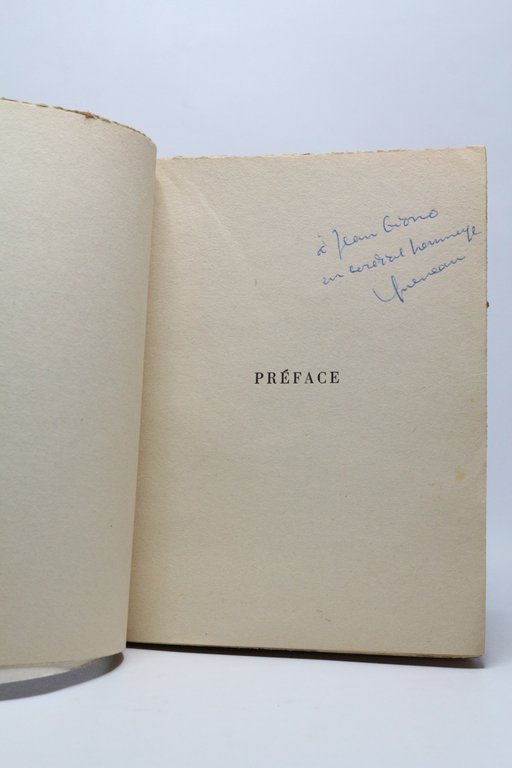 à Jean Giono
en cordial hommage
Queneau
PRÉFACE